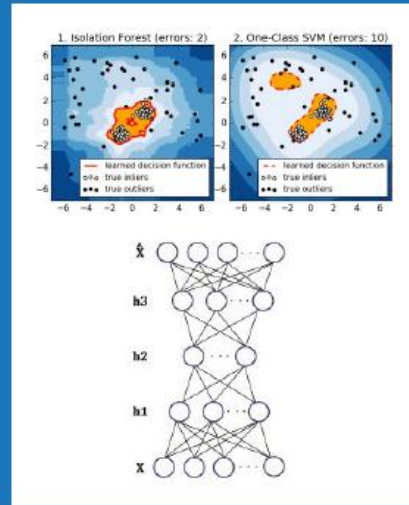 1. Isolation Forest (errors: 2)
2. One-Class SVM (errors: 10)
6
4
2
0
−2
−4
−6
learned decision function
true inliers
true outliers
−6 −4 −2 0 2 4 6
6
4
2
0
−2
−4
−6
learned decision function
true inliers
true outliers
−6 −4 −2 0 2 4 6
X̂
h3
h2
h1
X